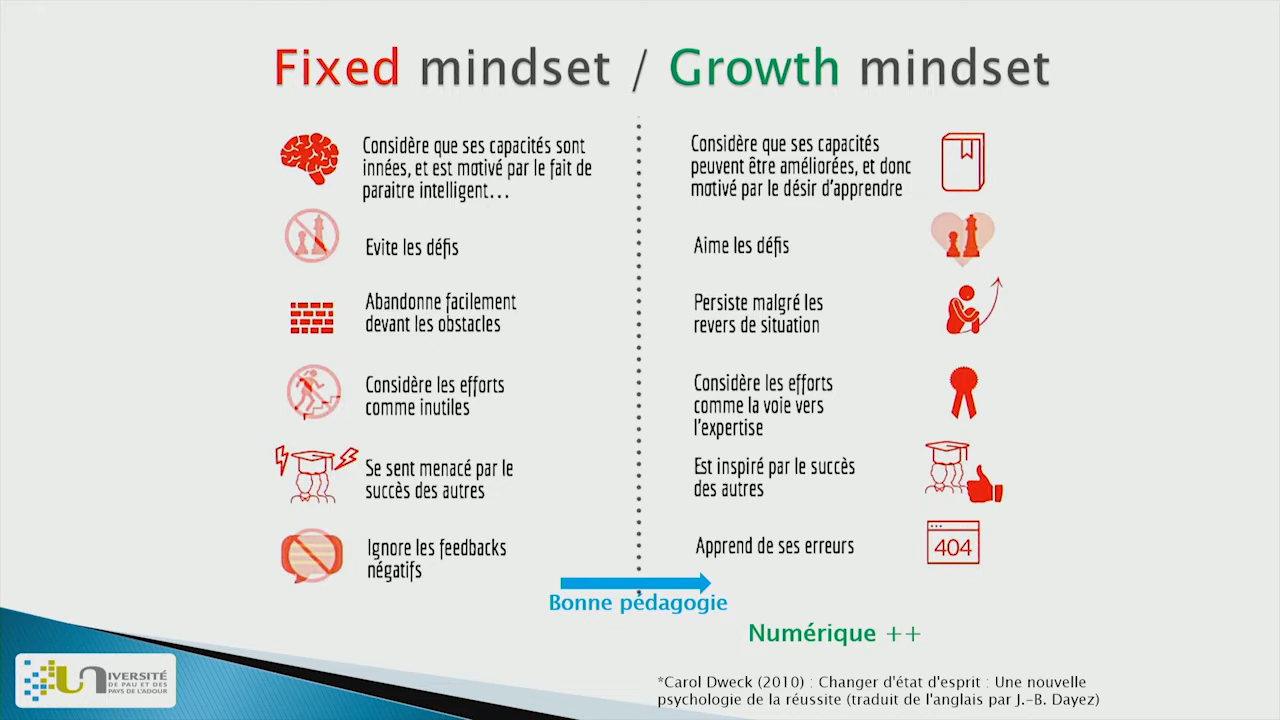 Fixed mindset / Growth mindset
Considère que ses capacités sont
innées, et est motivé par le fait de
paraitre intelligent...
Evite les défis
Abandonne facilement
devant les obstacles
Considère les efforts
comme inutiles
Se sent menacé par le
succès des autres
Ignore les feedbacks
négatifs
Considère que ses capacités
peuvent être améliorées, et donc
motivé par le désir d'apprendre
Aime les défis
Persiste malgré les
revers de situation
Considère les efforts
comme la voie vers
l'expertise
Est inspiré par le succès
des autres
Apprend de ses erreurs
404
Bonne pédagogie
Numérique ++
UNIVERSITÉ
DE PAU ET DES
PAYS DE L'ADOUR
*Carol Dweck (2010) : Changer d'état d'esprit : Une nouvelle
psychologie de la réussite (traduit de l'anglais par J.-B. Dayez)